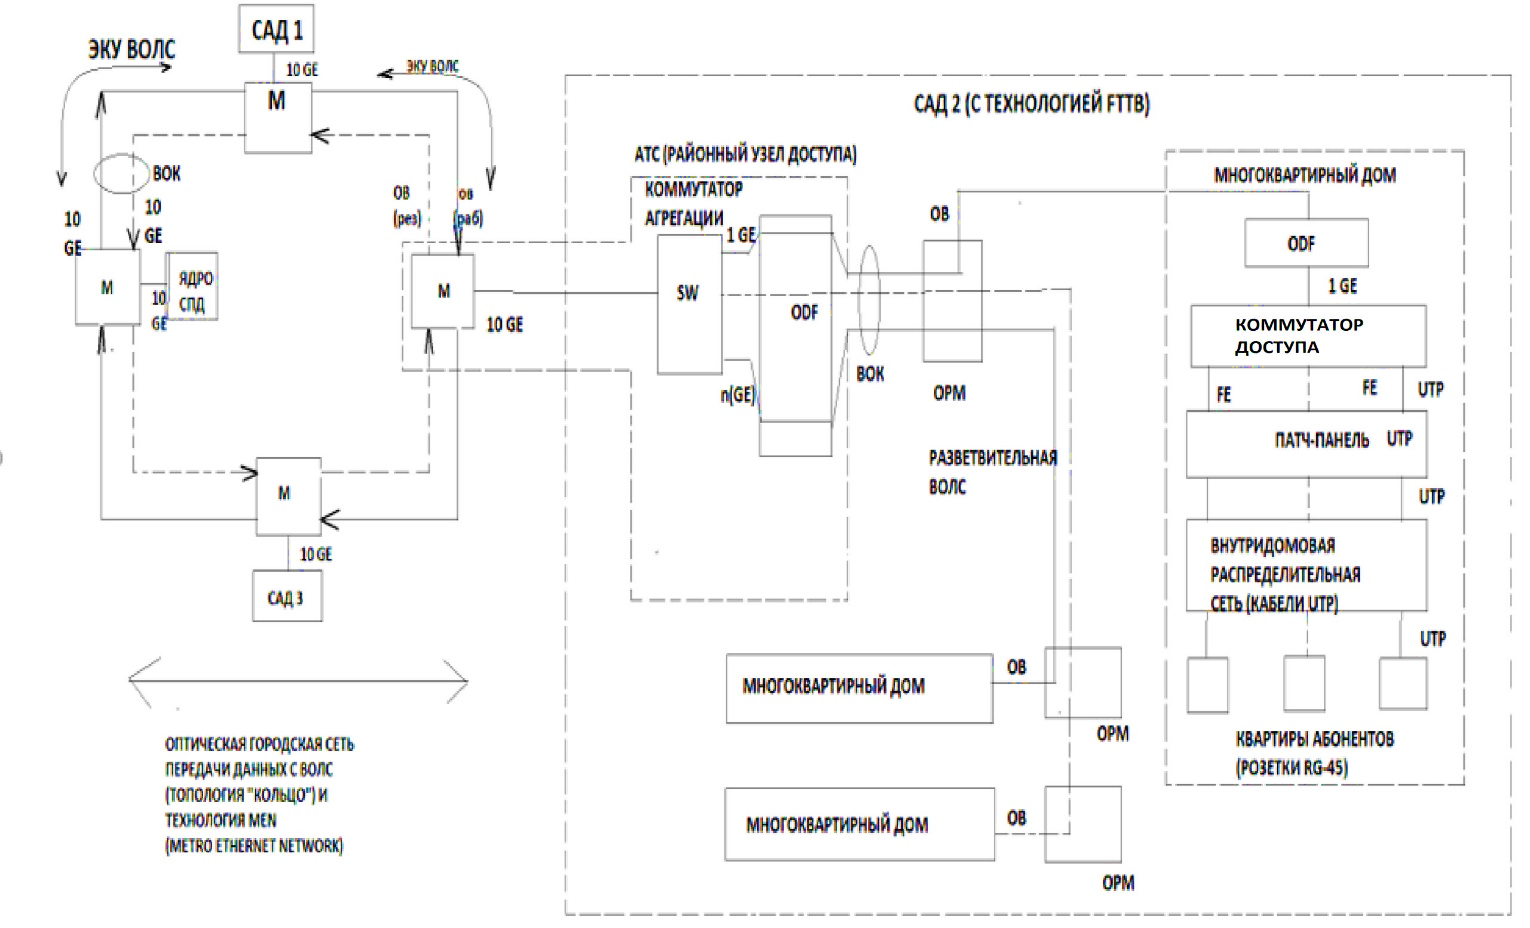 САД 1
ЭКУ ВОЛС
10 GE
ЭКУ ВОЛС
М
ВОК
10
GE
10
GE
ОВ
(рез)
ОВ
(раб)
М
ЯДРО
СПД
10
GE
М
10 GE
М
10 GE
САД 3
ОПТИЧЕСКАЯ ГОРОДСКАЯ СЕТЬ
ПЕРЕДАЧИ ДАННЫХ С ВОЛС
(ТОПОЛОГИЯ "КОЛЬЦО") И
ТЕХНОЛОГИЯ MEN
(METRO ETHERNET NETWORK)
САД 2 (С ТЕХНОЛОГИЕЙ FTTB)
АТС (РАЙОННЫЙ УЗЕЛ ДОСТУПА)
КОММУТАТОР
АГРЕГАЦИИ
1 GE
SW
ODF
n(GE)
ВОК
ОВ
ОРМ
РАЗВЕТВИТЕЛЬНАЯ
ВОЛС
МНОГОКВАРТИРНЫЙ ДОМ
ОВ
ОРМ
МНОГОКВАРТИРНЫЙ ДОМ
ОВ
ОРМ
МНОГОКВАРТИРНЫЙ ДОМ
ODF
1 GE
КОММУТАТОР
ДОСТУПА
FE
FE
UTP
ПАТЧ-ПАНЕЛЬ
UTP
UTP
ВНУТРИДОМОВАЯ
РАСПРЕДЕЛИТЕЛЬНАЯ
СЕТЬ (КАБЕЛИ UTP)
UTP
КВАРТИРЫ АБОНЕНТОВ
(РОЗЕТКИ RG-45)